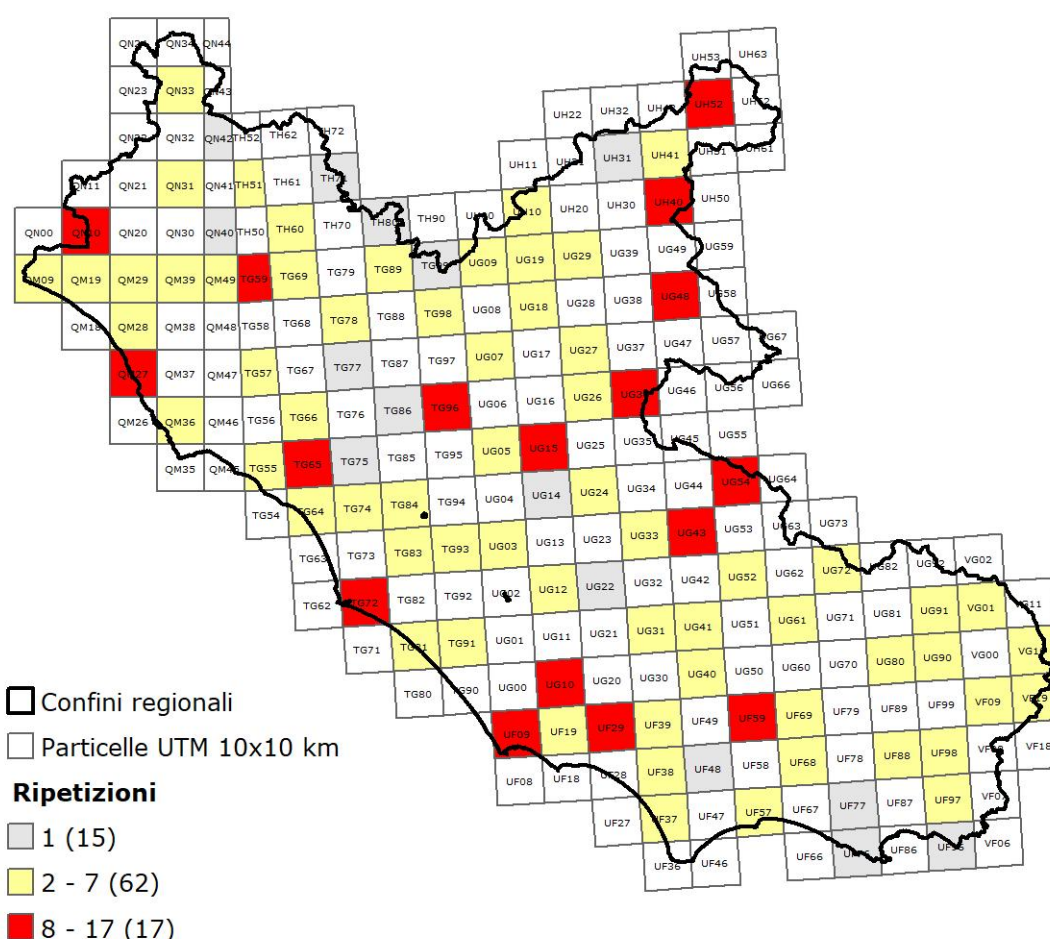 QN34 QN44
UH53 UH63
QN23 QN33 QN43
UH22 UH32 UH52 UH62
QN32 QN42 TH52 TH62 TH72
UH11 UH31 UH41 UH51 UH61
QN11 QN21 QN31 QN41 TH51 TH61
UH10 UH20 UH30 UH40 UH50
QN00 QN20 QN30 QN40 TH50 TH60 TH70 TH80 TH90
UG09 UG19 UG29 UG39 UG49 UG59
QM09 QM19 QM29 QM39 QM49 TG59 TG69 TG79 TG89
UG08 UG18 UG28 UG38 UG48 UG58
QM18 QM28 QM38 QM48 TG58 TG68 TG78 TG88 TG98
UG07 UG17 UG27 UG37 UG47 UG57 UG67
QM37 QM47 TG57 TG67 TG77 TG87 TG97
UG06 UG16 UG26 UG46 UG56 UG66
QM26 QM36 QM46 TG56 TG66 TG76 TG86 TG96
UG05 UG15 UG25 UG35 UG45 UG55
QM35 TG55 TG65 TG75 TG85 TG95
UG04 UG14 UG24 UG34 UG44 UG54 UG64
TG54 TG64 TG74 TG84 TG94
UG03 UG13 UG23 UG33 UG43 UG53 UG63 UG73
TG63 TG73 TG83 TG93
UG02 UG12 UG22 UG32 UG42 UG52 UG62 UG72 UG82 UG92 VG02
TG62 TG72 TG82 TG92
UG01 UG11 UG21 UG31 UG41 UG51 UG61 UG71 UG81 UG91 VG01
TG71 TG81 TG91
UG00 UG10 UG20 UG30 UG40 UG50 UG60 UG70 UG80 UG90 VG00
TG80 TG90
UF09 UF19 UF29 UF39 UF49 UF59 UF69 UF79 UF89 UF99 VF09
UF08 UF18 UF28 UF38 UF48 UF58 UF68 UF78 UF88 UF98 VF18
UF27 UF37 UF47 UF57 UF67 UF77 UF87 UF97
UF36 UF46 UF66 UF86 VF06
Confini regionali
Particelle UTM 10x10 km
Ripetizioni
1 (15)
2 - 7 (62)
8 - 17 (17)